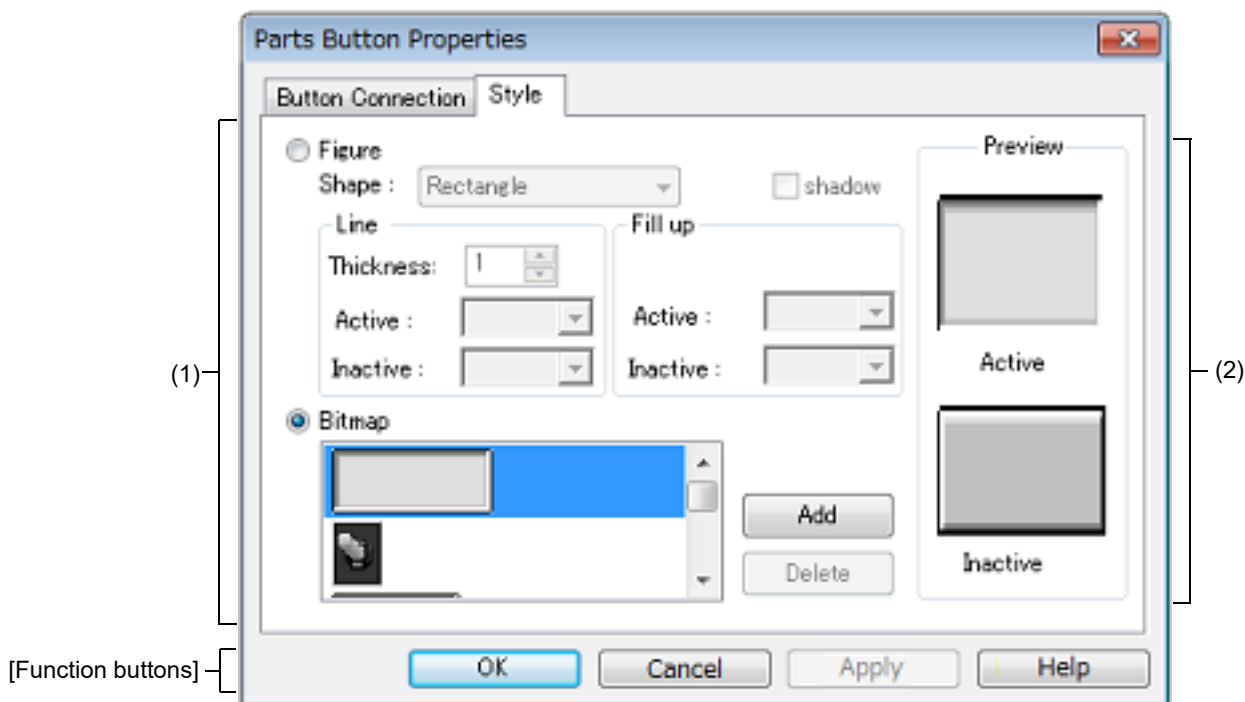 Parts Button Properties
Button Connection Style
Figure
Shape : Rectangle shadow
Line
Thickness: 1
Active :
Inactive :
Fill up
Active :
Inactive :
Bitmap
Add
Delete
Preview
Active
Inactive
(1)
(2)
[Function buttons]
OK Cancel Apply Help